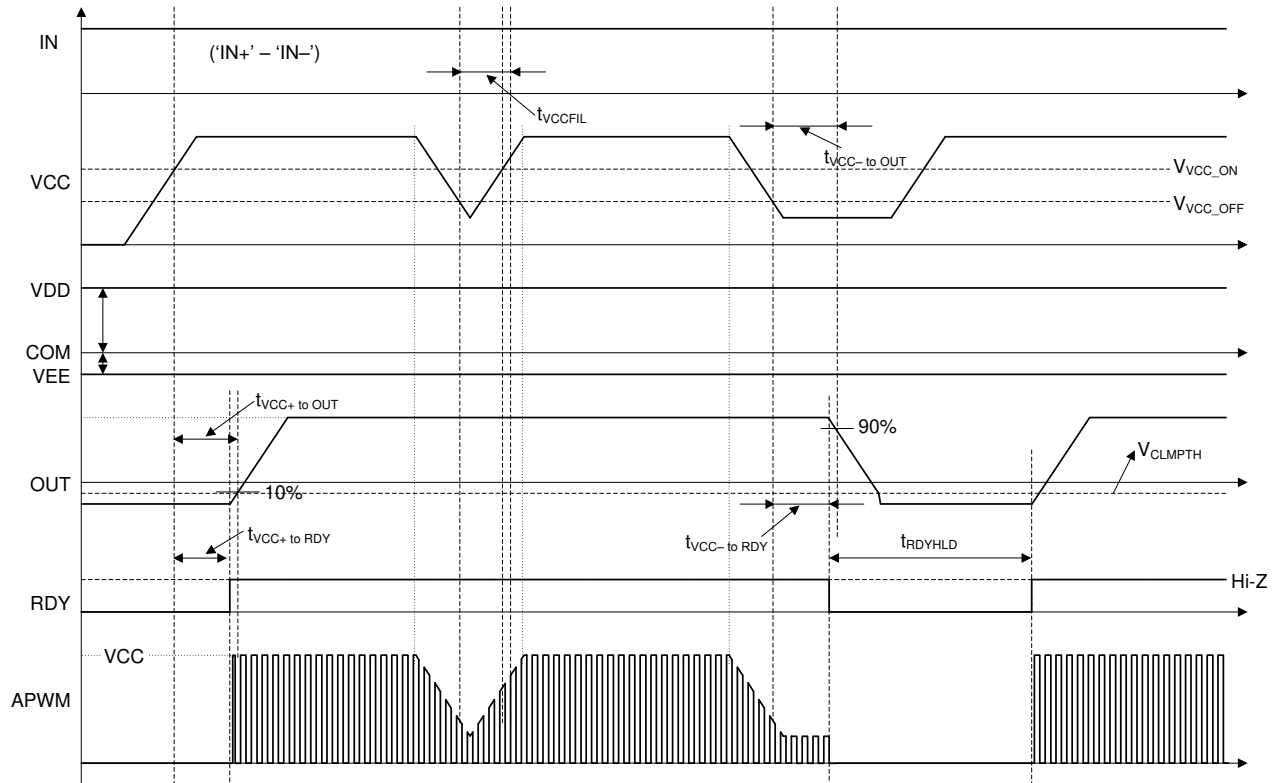 IN
(‘IN+’ – ‘IN–’)
tVCCFIL
tVCC– to OUT
VCC
VVCC_ON
VVCC_OFF
VDD
COM
VEE
tVCC+ to OUT
90%
VCLMPTH
OUT
10%
tVCC+ to RDY
tVCC– to RDY
tRDYHLD
Hi-Z
RDY
VCC
APWM